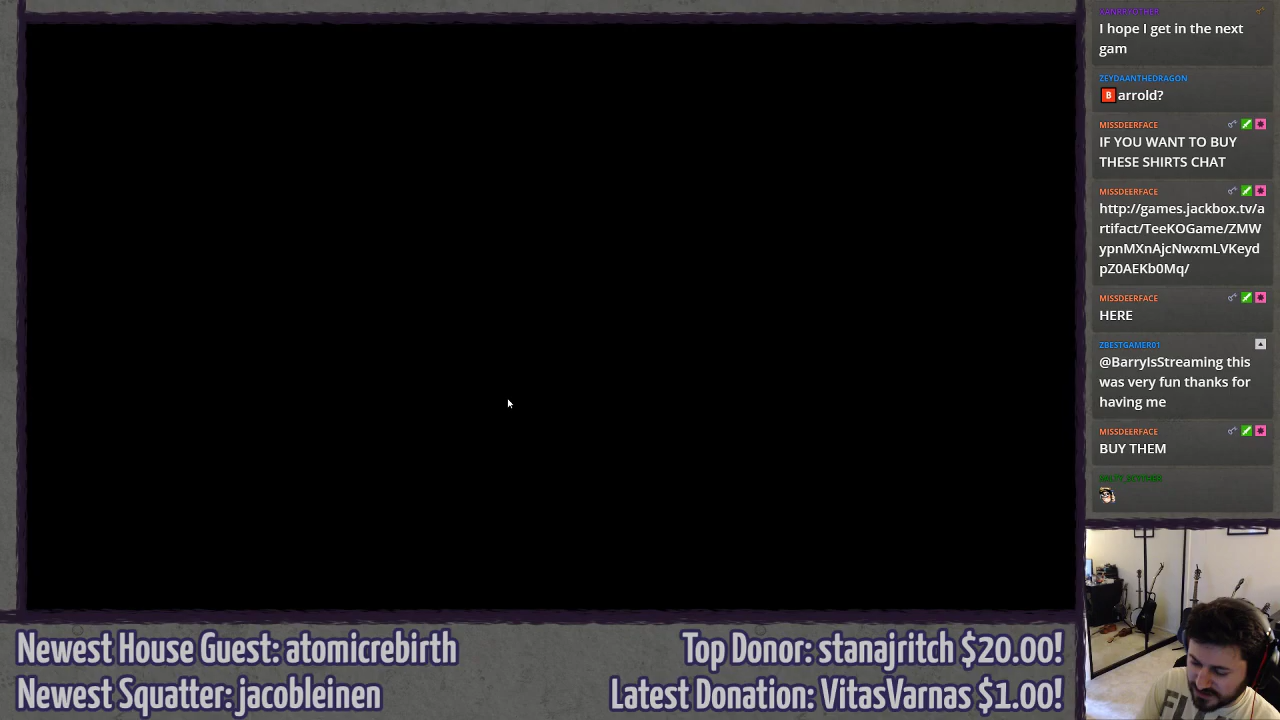 I hope I get in the next
gam
ZEYDAANTHEDRAGON
B arrold?
MISSDEERFACE
IF YOU WANT TO BUY
THESE SHIRTS CHAT
MISSDEERFACE
http://games.jackbox.tv/a
rtifact/TeeKOGame/ZMW
ypnMXnAjcNwxmLVKeyd
pZ0AEKb0Mq/
MISSDEERFACE
HERE
ZBESTGAMER01
@BarryIsStreaming this
was very fun thanks for
having me
MISSDEERFACE
BUY THEM
Newest House Guest: atomicrebirth
Newest Squatter: jacobleinen
Top Donor: stanajritch $20.00!
Latest Donation: VitasVarnas $1.00!